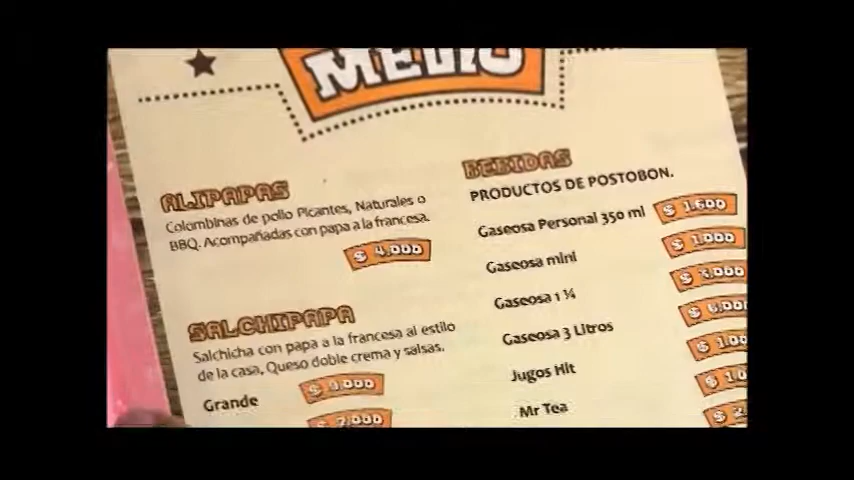 MENÚ
ALIPAPAS
Colombinas de pollo Picantes, Naturales o
BBQ. Acompañadas con papa a la francesa.
$ 4.000
SALCHIPAPA
Salchicha con papa a la francesa al estilo
de la casa, Queso doble crema y salsas.
Grande
BEBIDAS
PRODUCTOS DE POSTOBON.
Gaseosa Personal 350 ml $ 1.600
Gaseosa mini $ 1.000
Gaseosa 1 ¼
Gaseosa 3 Litros
Jugos Hit
Mr Tea